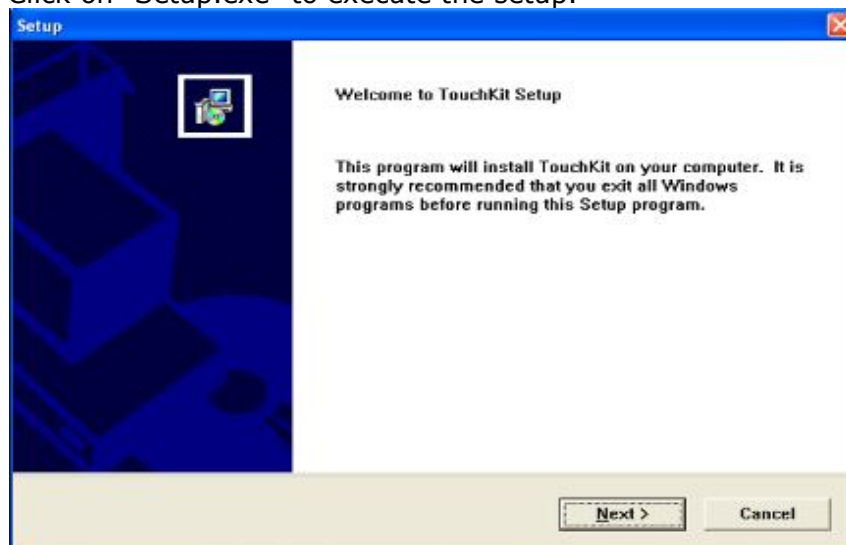 Click on "Setup.exe" to execute the setup.
Setup
Welcome to TouchKit Setup
This program will install TouchKit on your computer. It is
strongly recommended that you exit all Windows
programs before running this Setup program.
Next >
Cancel